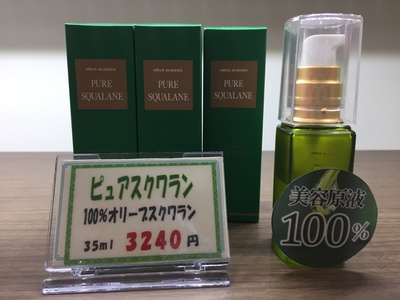 PURE
SQUALANE
PURE
SQUALANE
PURE
SQUALANE
ピュアスクワラン
100%オリーブスクワラン
35ml 3240円
美容原液
100%